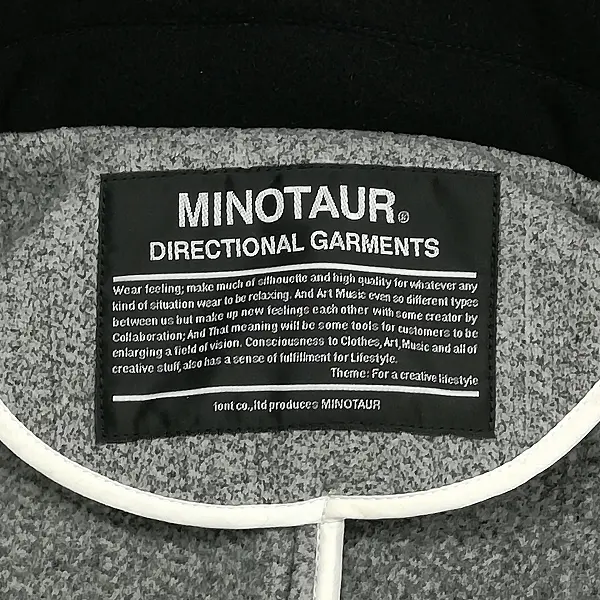 MINOTAUR®
DIRECTIONAL GARMENTS
Wear feeling; make much of silhouette and high quality for whatever any
kind of situation wear to be relaxing. And Art Music even so different types
between us but make up new feelings each other with some creator by
Collaboration; And That meaning will be some tools for customers to be
enlarging a field of vision. Consciousness to Clothes, Art, Music and all of
creative stuff, also has a sense of fulfillment for Lifestyle.
Theme: For a creative lifestyle
font co.,ltd produces MINOTAUR